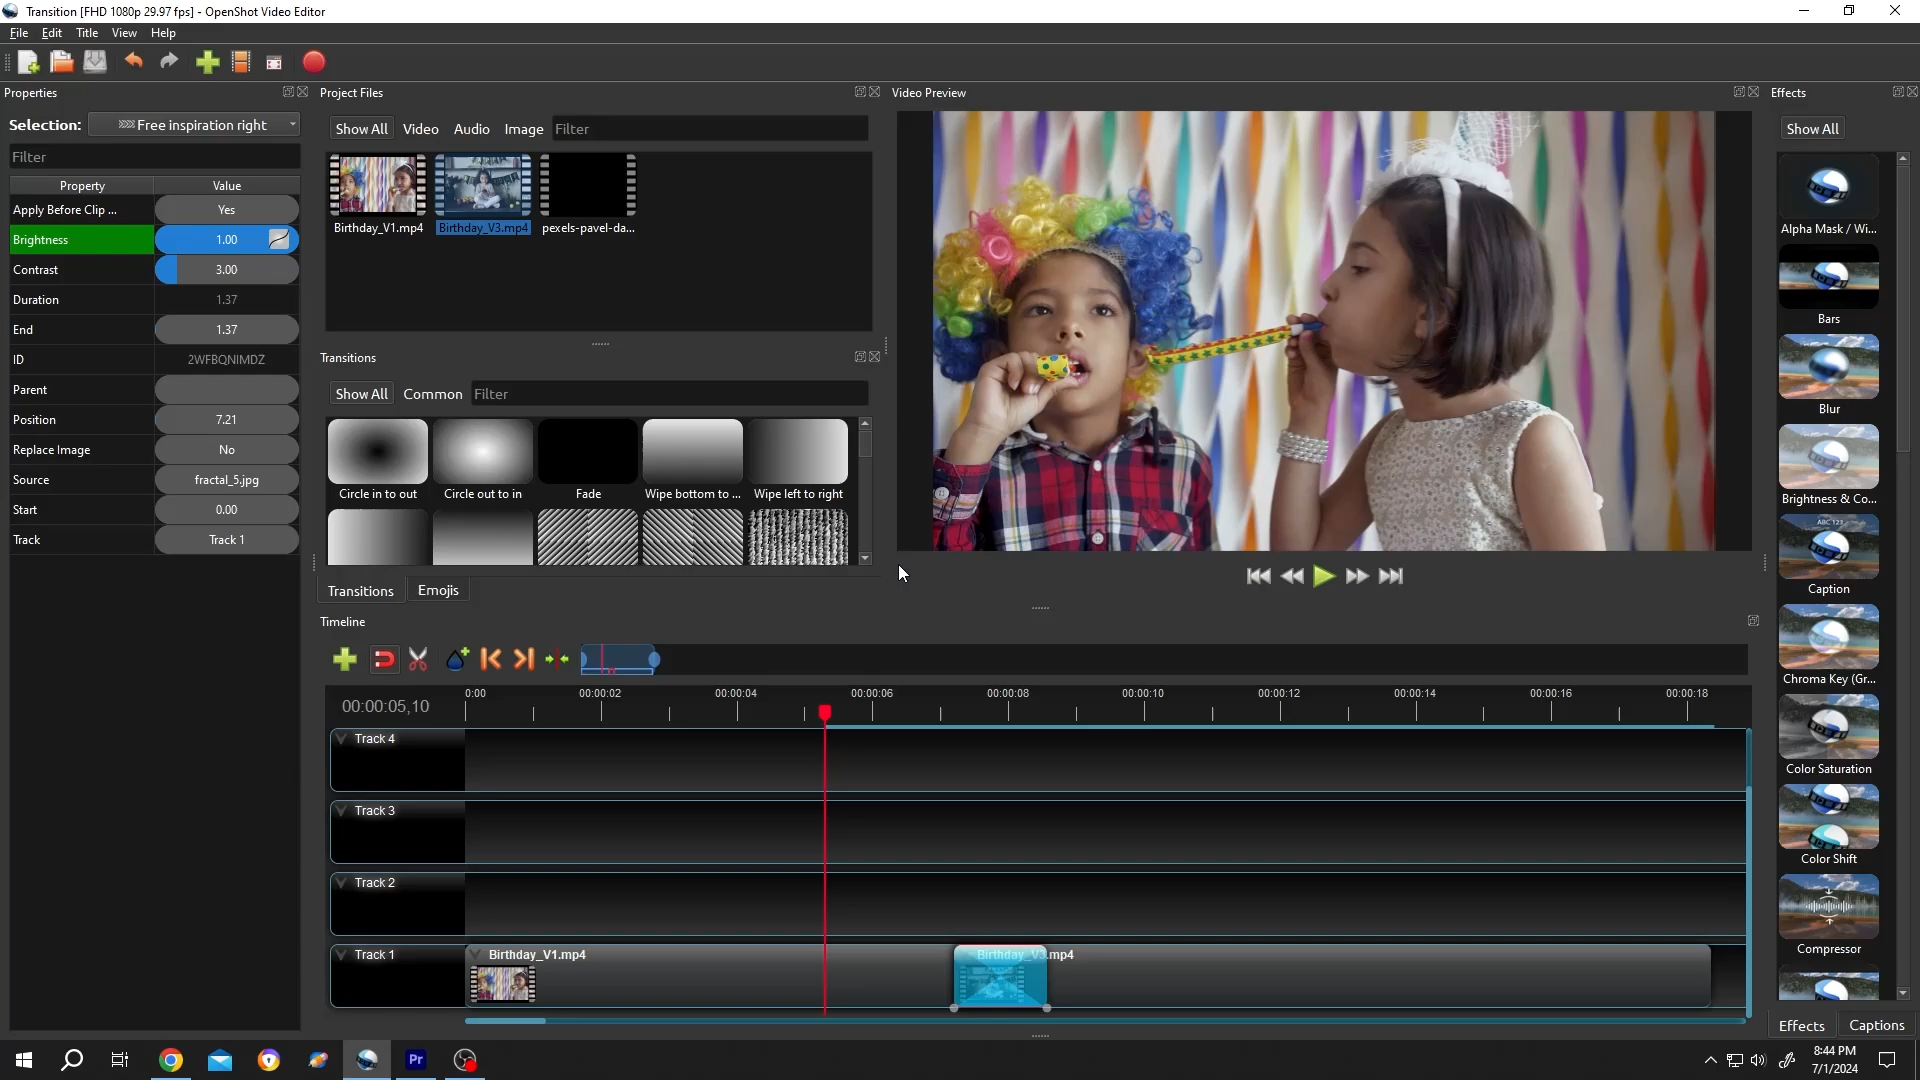 Transition [FHD 1080p 29.97 fps] - OpenShot Video Editor
File Edit Title View Help
Properties
Selection: Free inspiration right
Filter
Property Value
Apply Before Clip ... Yes
Brightness 1.00
Contrast 3.00
Duration 1.37
End 1.37
ID 2WFBQNIMDZ
Parent
Position 7.21
Replace Image No
Source fractal_5.jpg
Start 0.00
Track Track 1
Project Files
Show All Video Audio Image Filter
Birthday_V1.mp4 Birthday_V3.mp4 pexels-pavel-da...
Transitions
Show All Common Filter
Circle in to out Circle out to in Fade Wipe bottom to ... Wipe left to right
Transitions Emojis
Video Preview
Effects
Show All
Alpha Mask / Wi...
Bars
Blur
Brightness & Co...
ABC 123
Caption
Chroma Key (Gr...
Color Saturation
Color Shift
Compressor
Effects Captions
Timeline
00:00:05,10
0:00 00:00:02 00:00:04 00:00:06 00:00:08 00:00:10 00:00:12 00:00:14 00:00:16 00:00:18
Track 4
Track 3
Track 2
Track 1 Birthday_V1.mp4 Birthday_V3.mp4
Pr
8:44 PM
7/1/2024